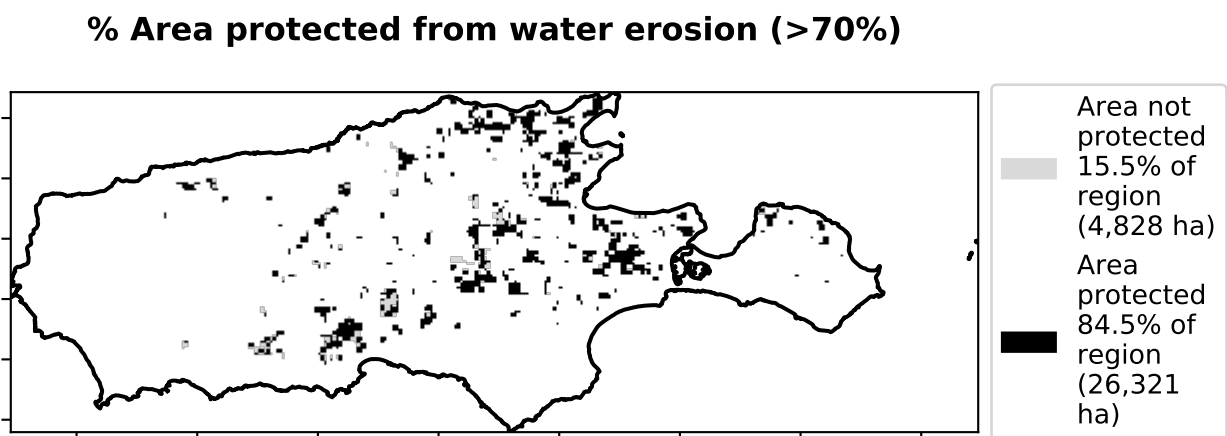 % Area protected from water erosion (>70%)
Area not
protected
15.5% of
region
(4,828 ha)
Area
protected
84.5% of
region
(26,321
ha)